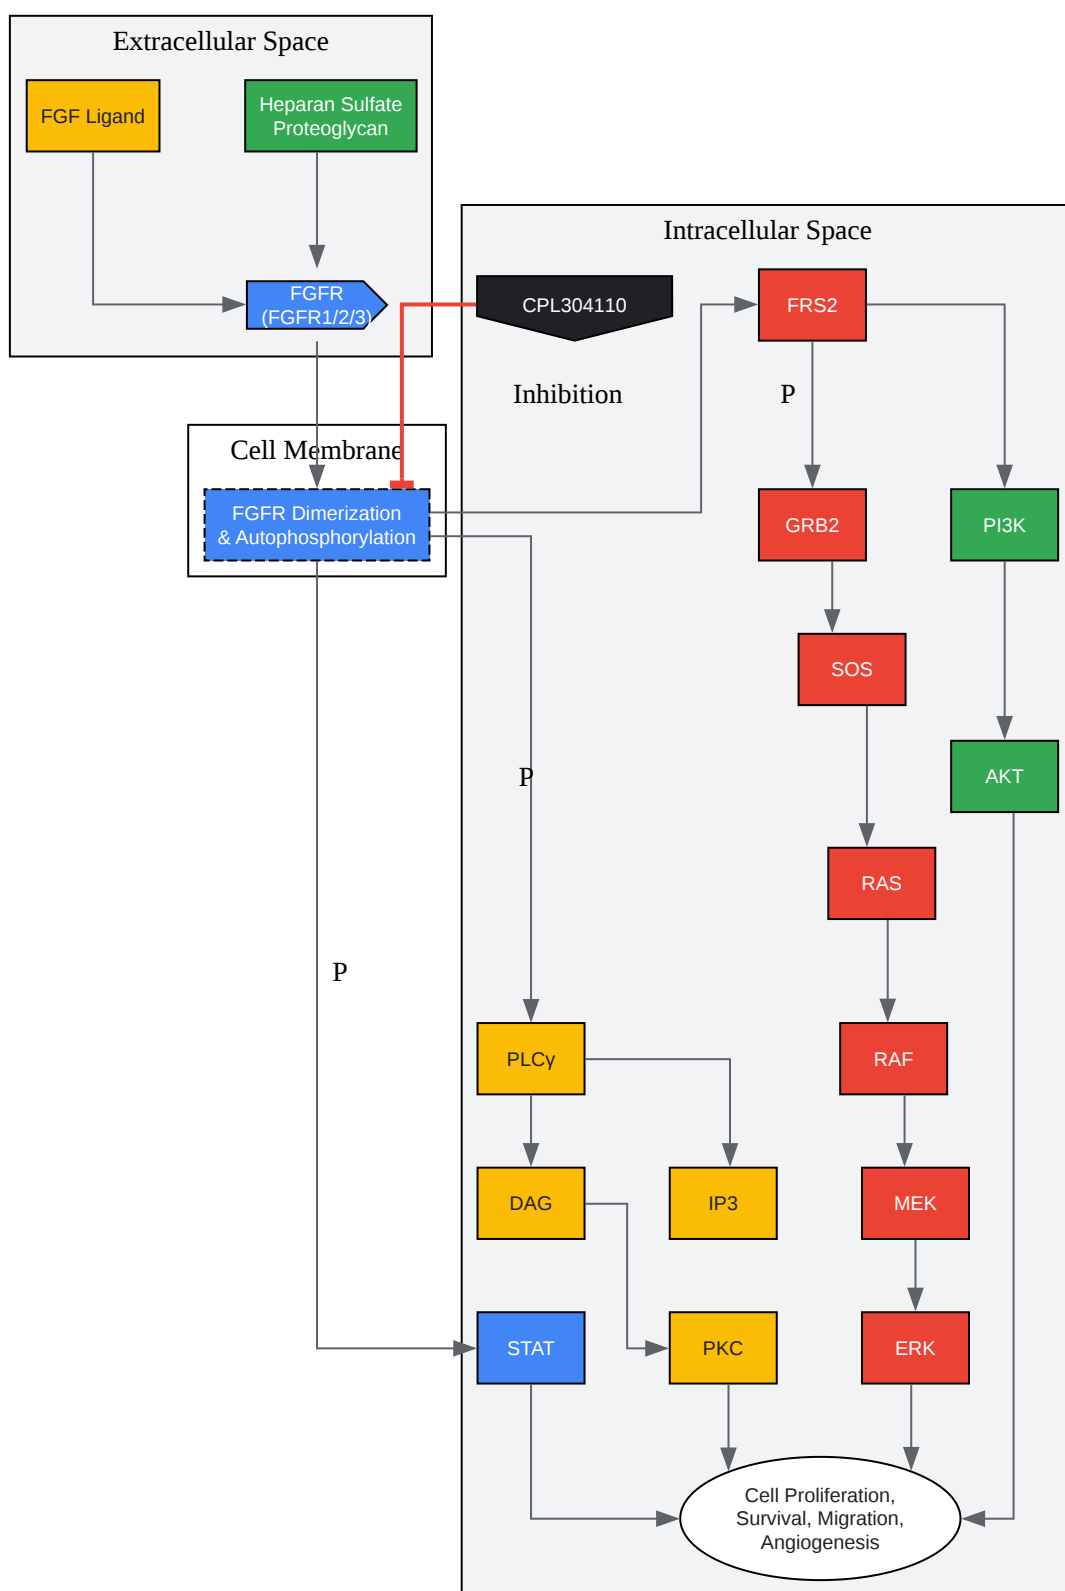 Extracellular Space
FGF Ligand
Heparan Sulfate
Proteoglycan
FGFR
(FGFR1/2/3)
Intracellular Space
CPL304110
FRS2
Inhibition
P
Cell Membrane
FGFR Dimerization
& Autophosphorylation
GRB2
PI3K
SOS
P
AKT
RAS
P
PLCγ
RAF
DAG
IP3
MEK
STAT
PKC
ERK
Cell Proliferation,
Survival, Migration,
Angiogenesis